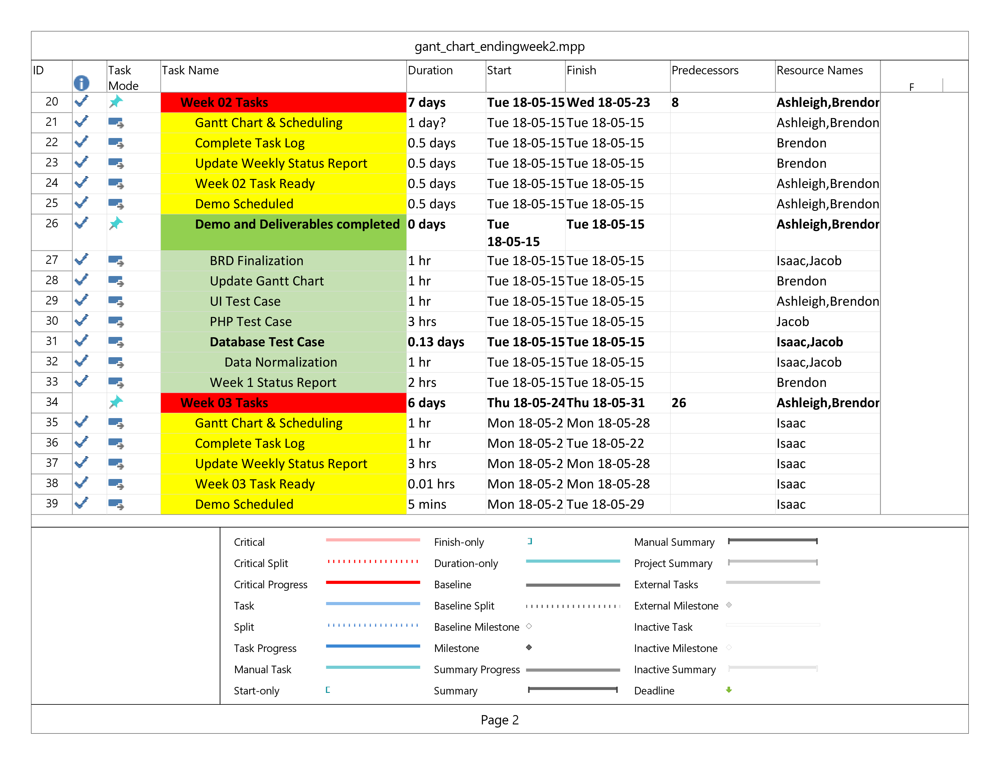 gant_chart_endingweek2.mpp
ID Task Mode Task Name Duration Start Finish Predecessors Resource Names F
20 Week 02 Tasks 7 days Tue 18-05-15 Wed 18-05-23 8 Ashleigh,Brendon
21 Gantt Chart & Scheduling 1 day? Tue 18-05-15 Tue 18-05-15 Ashleigh,Brendon
22 Complete Task Log 0.5 days Tue 18-05-15 Tue 18-05-15 Brendon
23 Update Weekly Status Report 0.5 days Tue 18-05-15 Tue 18-05-15 Brendon
24 Week 02 Task Ready 0.5 days Tue 18-05-15 Tue 18-05-15 Ashleigh,Brendon
25 Demo Scheduled 0.5 days Tue 18-05-15 Tue 18-05-15 Ashleigh,Brendon
26 Demo and Deliverables completed 0 days Tue 18-05-15 Tue 18-05-15 Ashleigh,Brendon
27 BRD Finalization 1 hr Tue 18-05-15 Tue 18-05-15 Isaac,Jacob
28 Update Gantt Chart 1 hr Tue 18-05-15 Tue 18-05-15 Brendon
29 UI Test Case 1 hr Tue 18-05-15 Tue 18-05-15 Ashleigh,Brendon
30 PHP Test Case 3 hrs Tue 18-05-15 Tue 18-05-15 Jacob
31 Database Test Case 0.13 days Tue 18-05-15 Tue 18-05-15 Isaac,Jacob
32 Data Normalization 1 hr Tue 18-05-15 Tue 18-05-15 Isaac,Jacob
33 Week 1 Status Report 2 hrs Tue 18-05-15 Tue 18-05-15 Brendon
34 Week 03 Tasks 6 days Thu 18-05-24 Thu 18-05-31 26 Ashleigh,Brendon
35 Gantt Chart & Scheduling 1 hr Mon 18-05-2 Mon 18-05-28 Isaac
36 Complete Task Log 1 hr Mon 18-05-2 Tue 18-05-22 Isaac
37 Update Weekly Status Report 3 hrs Mon 18-05-2 Mon 18-05-28 Isaac
38 Week 03 Task Ready 0.01 hrs Mon 18-05-2 Mon 18-05-28 Isaac
39 Demo Scheduled 5 mins Mon 18-05-2 Tue 18-05-29 Isaac
Critical Finish-only Manual Summary
Critical Split Duration-only Project Summary
Critical Progress Baseline External Tasks
Task Baseline Split External Milestone
Split Baseline Milestone Inactive Task
Task Progress Milestone Inactive Milestone
Manual Task Summary Progress Inactive Summary
Start-only Summary Deadline
Page 2